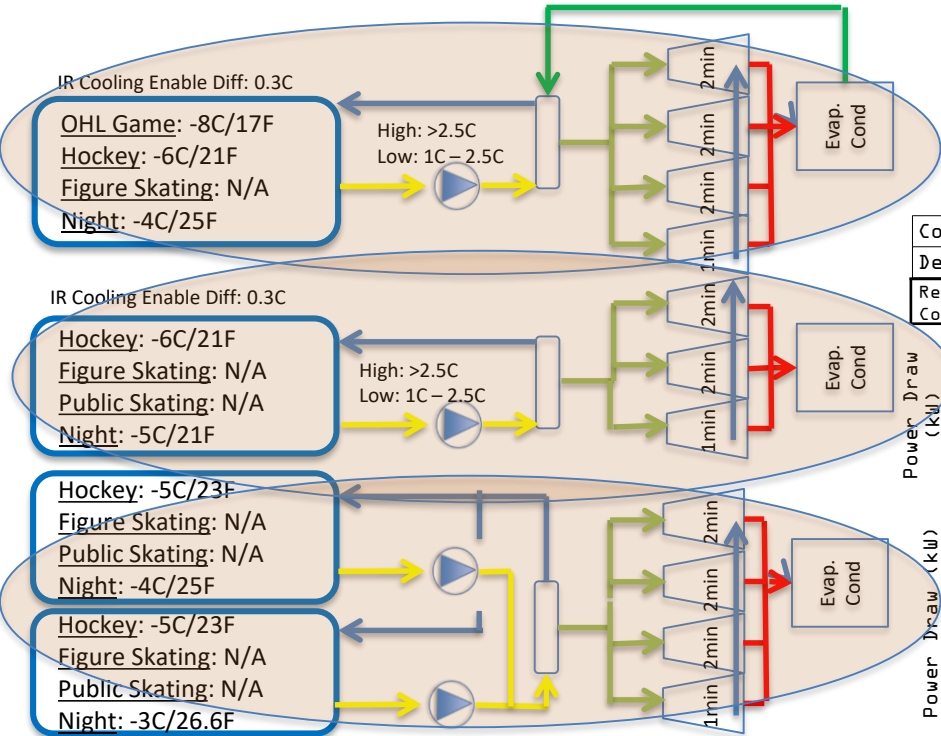 IR Cooling Enable Diff: 0.3C
OHL Game: -8C/17F
Hockey: -6C/21F
Figure Skating: N/A
Night: -4C/25F
High: >2.5C
Low: 1C – 2.5C
2min
2min
2min
1min
Evap.
Cond
IR Cooling Enable Diff: 0.3C
Hockey: -6C/21F
Figure Skating: N/A
Public Skating: N/A
Night: -5C/21F
High: >2.5C
Low: 1C – 2.5C
2min
2min
1min
Evap.
Cond
Co
De
Re
Co
Power Draw
(kW)
Hockey: -5C/23F
Figure Skating: N/A
Public Skating: N/A
Night: -4C/25F
Hockey: -5C/23F
Figure Skating: N/A
Public Skating: N/A
Night: -3C/26.6F
2min
2min
2min
1min
Evap.
Cond
Power Draw (kW)